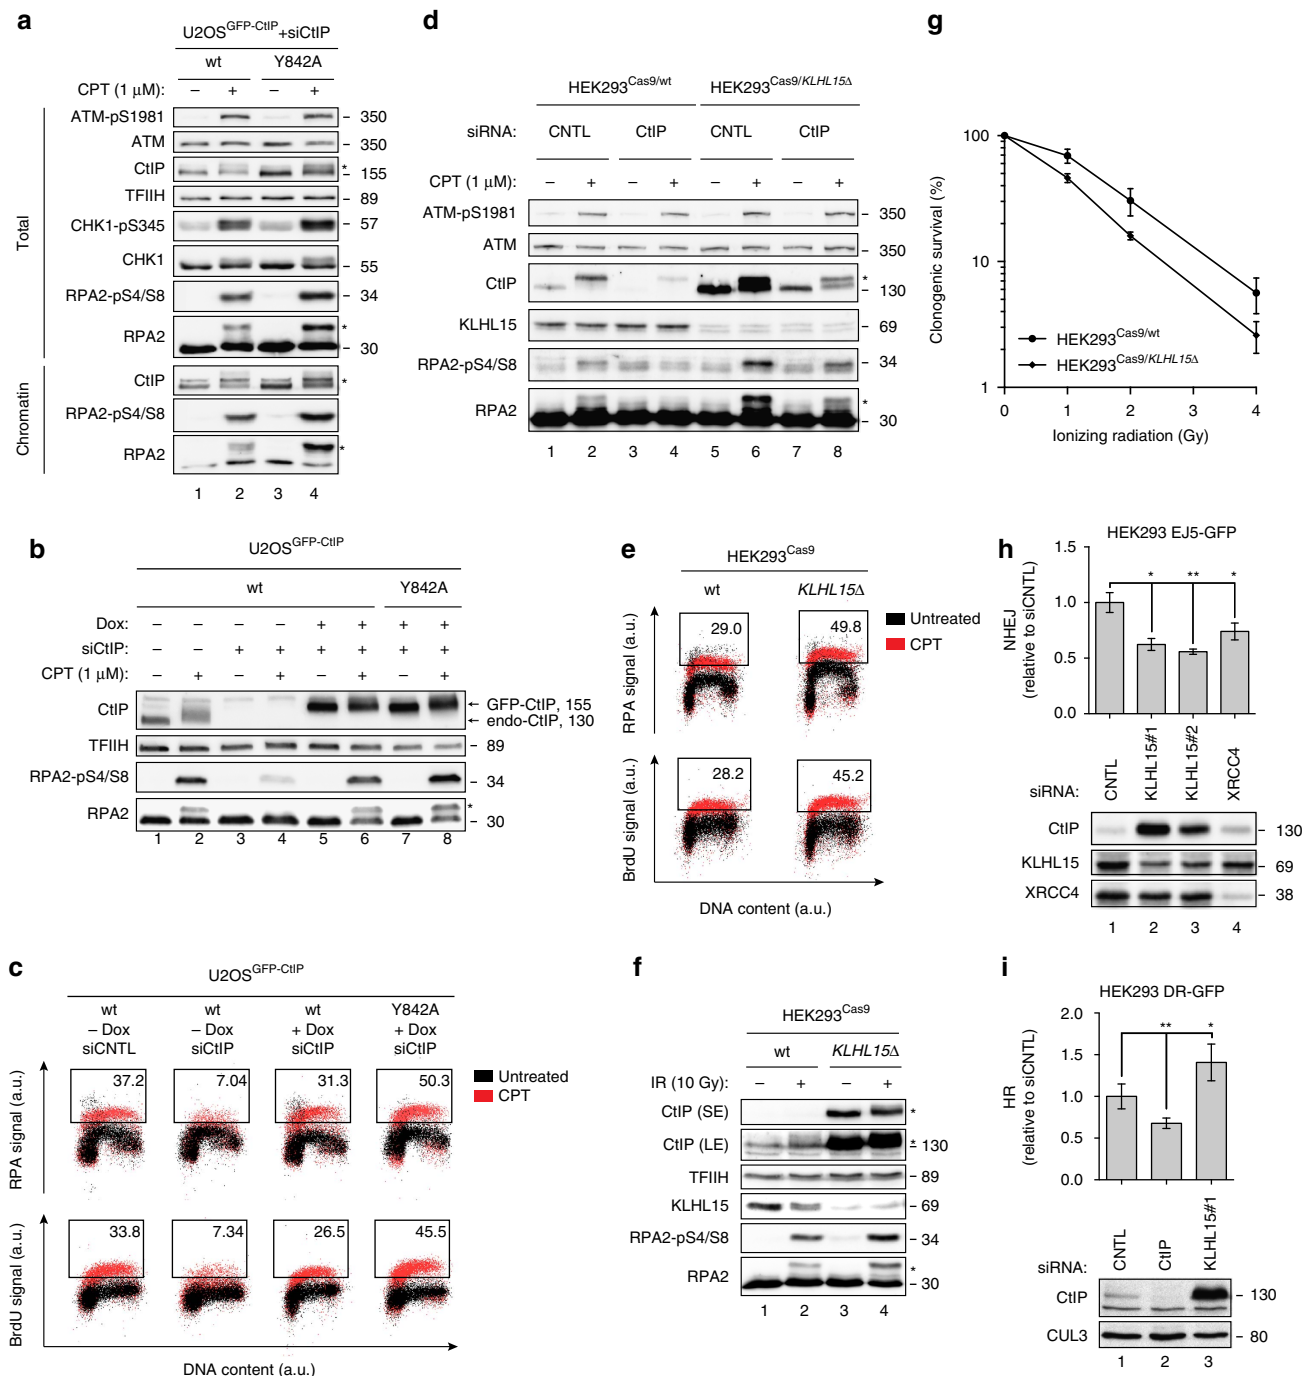 a
U2OS^GFP-CtIP+siCtIP
wt Y842A
CPT (1 µM): – + – +
Total
ATM-pS1981 350
ATM 350
CtIP * 155
TFIIH 89
CHK1-pS345 57
CHK1 55
RPA2-pS4/S8 34
RPA2 * 30
Chromatin
CtIP *
RPA2-pS4/S8
RPA2 *
1 2 3 4
b
U2OS^GFP-CtIP
wt Y842A
Dox: – – – – + + + +
siCtIP: – – + + + + + +
CPT (1 µM): – + – + – + – +
CtIP ← GFP-CtIP, 155
← endo-CtIP, 130
TFIIH 89
RPA2-pS4/S8 34
RPA2 * 30
1 2 3 4 5 6 7 8
c
U2OS^GFP-CtIP
wt wt wt Y842A
– Dox – Dox + Dox + Dox
siCNTL siCtIP siCtIP siCtIP
RPA signal (a.u.)
37.2 7.04 31.3 50.3
Untreated
CPT
BrdU signal (a.u.)
33.8 7.34 26.5 45.5
DNA content (a.u.)
d
HEK293^Cas9/wt HEK293^Cas9/KLHL15Δ
siRNA: CNTL CtIP CNTL CtIP
CPT (1 µM): – + – + – + – +
ATM-pS1981 350
ATM 350
CtIP * 130
KLHL15 69
RPA2-pS4/S8 34
RPA2 * 30
1 2 3 4 5 6 7 8
e
HEK293^Cas9
wt KLHL15Δ
RPA signal (a.u.)
29.0 49.8
Untreated
CPT
BrdU signal (a.u.)
28.2 45.2
DNA content (a.u.)
f
HEK293^Cas9
wt KLHL15Δ
IR (10 Gy): – + – +
CtIP (SE) *
CtIP (LE) * 130
TFIIH 89
KLHL15 69
RPA2-pS4/S8 34
RPA2 * 30
1 2 3 4
g
Clonogenic survival (%)
100
10
1
HEK293^Cas9/wt
HEK293^Cas9/KLHL15Δ
0 1 2 3 4
Ionizing radiation (Gy)
h
HEK293 EJ5-GFP
NHEJ
(relative to siCNTL)
1.5
1.0
0.5
0.0
* ** *
siRNA: CNTL KLHL15#1 KLHL15#2 XRCC4
CtIP 130
KLHL15 69
XRCC4 38
1 2 3 4
i
HEK293 DR-GFP
HR
(relative to siCNTL)
2.0
1.5
1.0
0.5
0.0
** *
siRNA: CNTL CtIP KLHL15#1
CtIP 130
CUL3 80
1 2 3